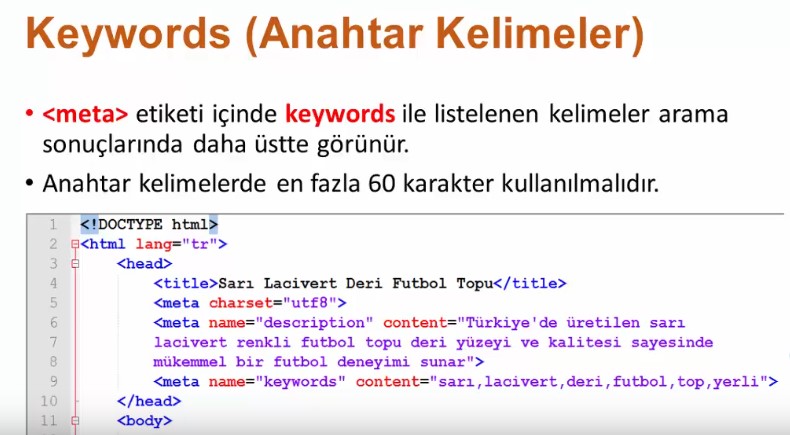 Keywords (Anahtar Kelimeler)
• <meta> etiketi içinde keywords ile listelenen kelimeler arama
sonuçlarında daha üstte görünür.
• Anahtar kelimelerde en fazla 60 karakter kullanılmalıdır.
1 <!DOCTYPE html>
2 <html lang="tr">
3 <head>
4 <title>Sarı Lacivert Deri Futbol Topu</title>
5 <meta charset="utf8">
6 <meta name="description" content="Türkiye'de üretilen sarı
7 lacivert renkli futbol topu deri yüzeyi ve kalitesi sayesinde
8 mükemmel bir futbol deneyimi sunar">
9 <meta name="keywords" content="sarı,lacivert,deri,futbol,top,yerli">
10 </head>
11 <body>